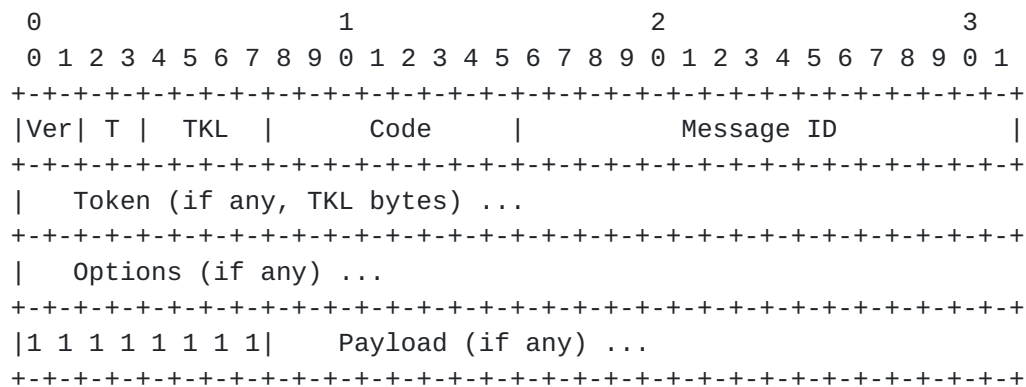 0                   1                   2                   3
 0 1 2 3 4 5 6 7 8 9 0 1 2 3 4 5 6 7 8 9 0 1 2 3 4 5 6 7 8 9 0 1
+-+-+-+-+-+-+-+-+-+-+-+-+-+-+-+-+-+-+-+-+-+-+-+-+-+-+-+-+-+-+-+-+
|Ver| T |  TKL  |      Code     |          Message ID           |
+-+-+-+-+-+-+-+-+-+-+-+-+-+-+-+-+-+-+-+-+-+-+-+-+-+-+-+-+-+-+-+-+
|   Token (if any, TKL bytes) ...
+-+-+-+-+-+-+-+-+-+-+-+-+-+-+-+-+-+-+-+-+-+-+-+-+-+-+-+-+-+-+-+-+
|   Options (if any) ...
+-+-+-+-+-+-+-+-+-+-+-+-+-+-+-+-+-+-+-+-+-+-+-+-+-+-+-+-+-+-+-+-+
|1 1 1 1 1 1 1 1|    Payload (if any) ...
+-+-+-+-+-+-+-+-+-+-+-+-+-+-+-+-+-+-+-+-+-+-+-+-+-+-+-+-+-+-+-+-+